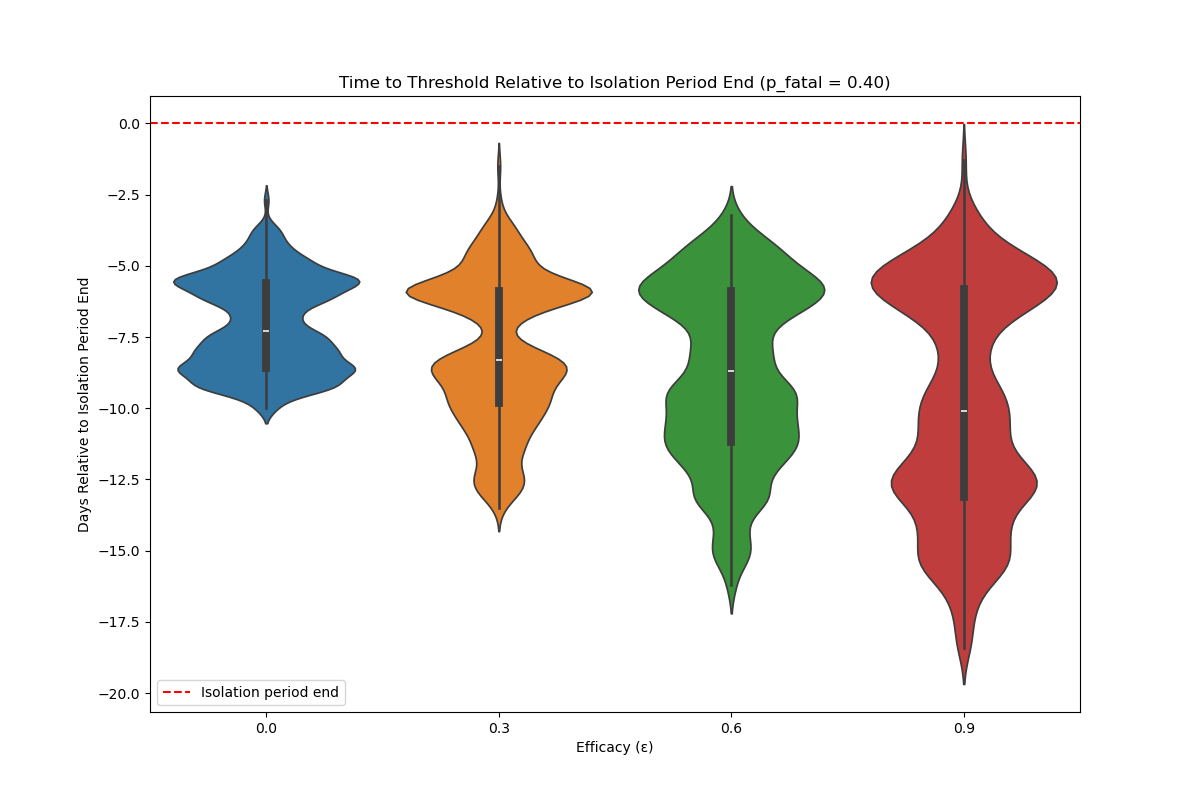 Time to Threshold Relative to Isolation Period End (p_fatal = 0.40)
Days Relative to Isolation Period End
0.0
−2.5
−5.0
−7.5
−10.0
−12.5
−15.0
−17.5
−20.0
Isolation period end
0.0 0.3 0.6 0.9
Efficacy (ε)